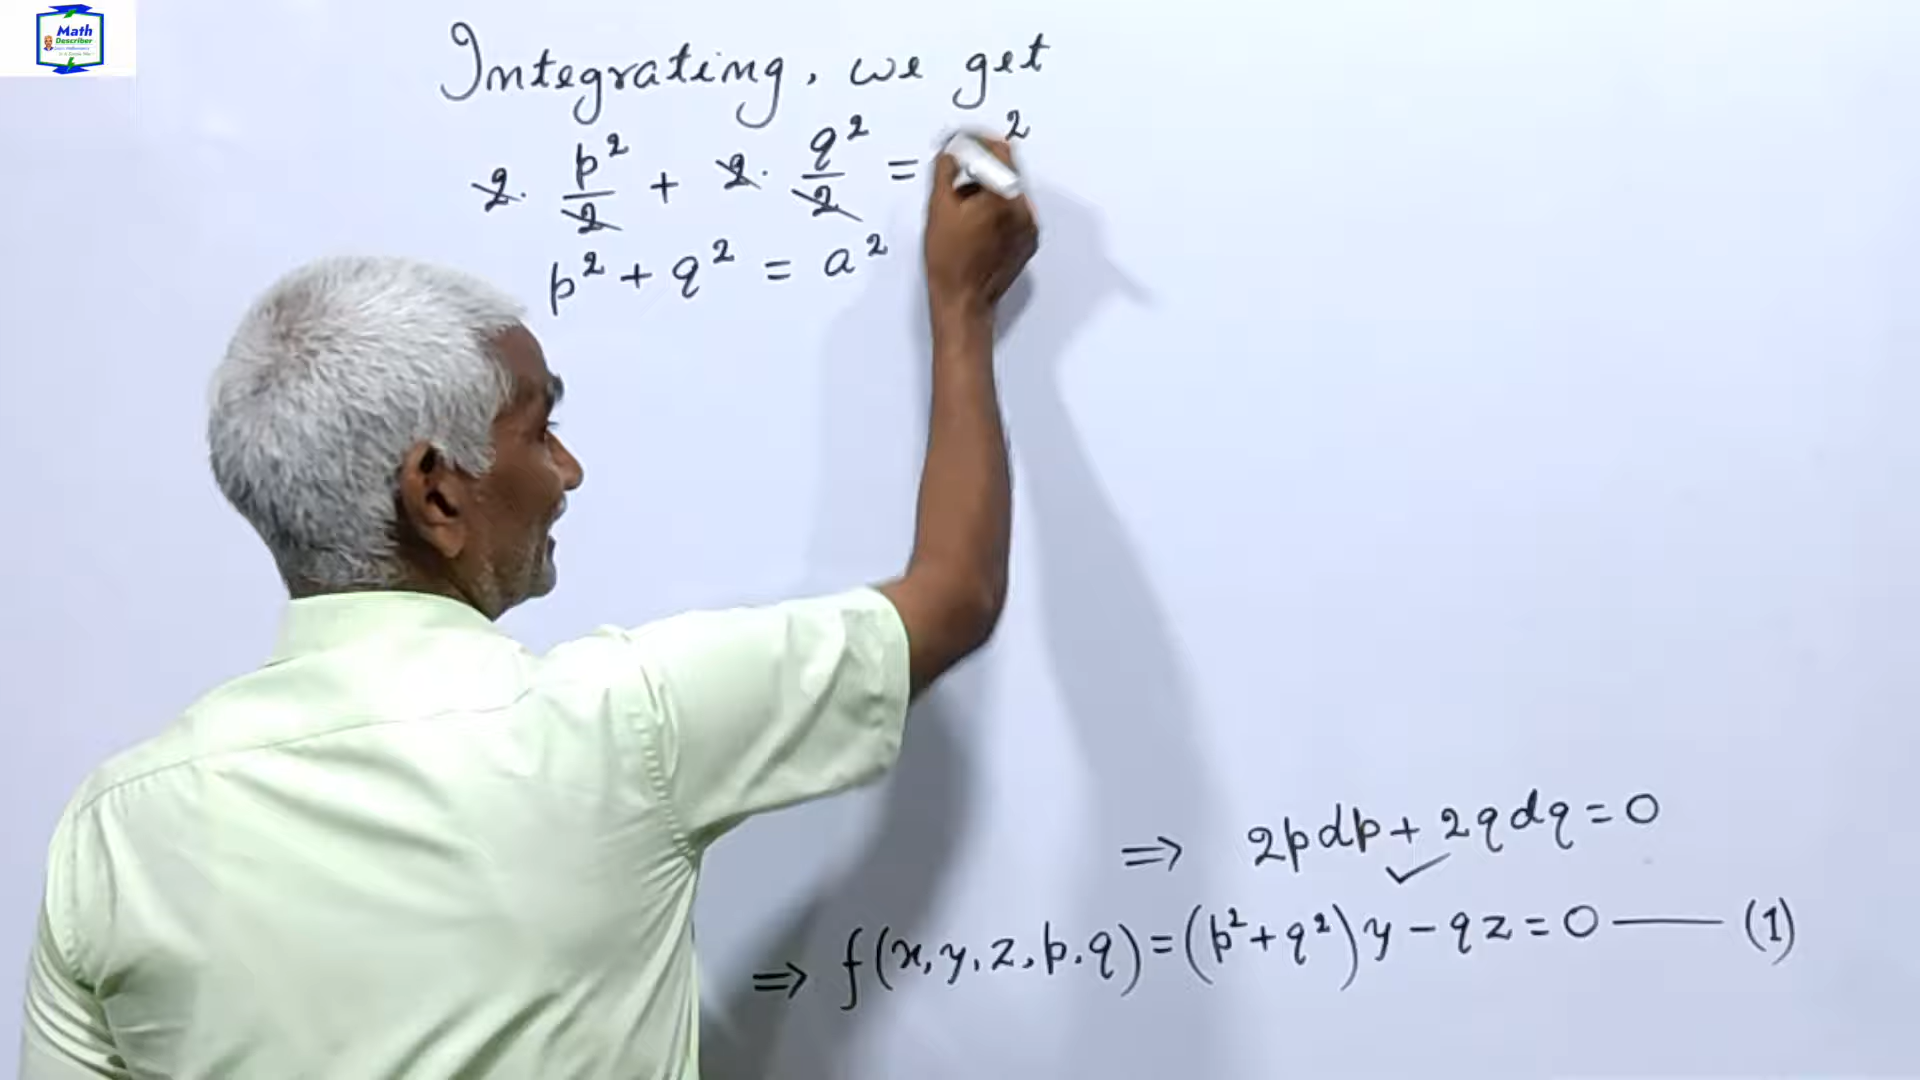 Math
Describer
Integrating, we get
2. p²/2 + 2. q²/2 = ²
p² + q² = a²
⇒ 2pdp + 2qdq = 0
⇒ f(x, y, z, p, q) = (p² + q²)y − qz = 0 —— (1)